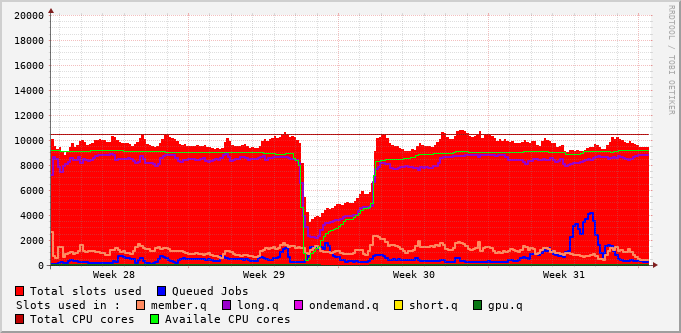 20000
18000
16000
14000
12000
10000
8000
6000
4000
2000
0
Week 28 Week 29 Week 30 Week 31
Total slots used Queued Jobs
Slots used in : member.q long.q ondemand.q short.q gpu.q
Total CPU cores Availale CPU cores
RRDTOOL / TOBI OETIKER